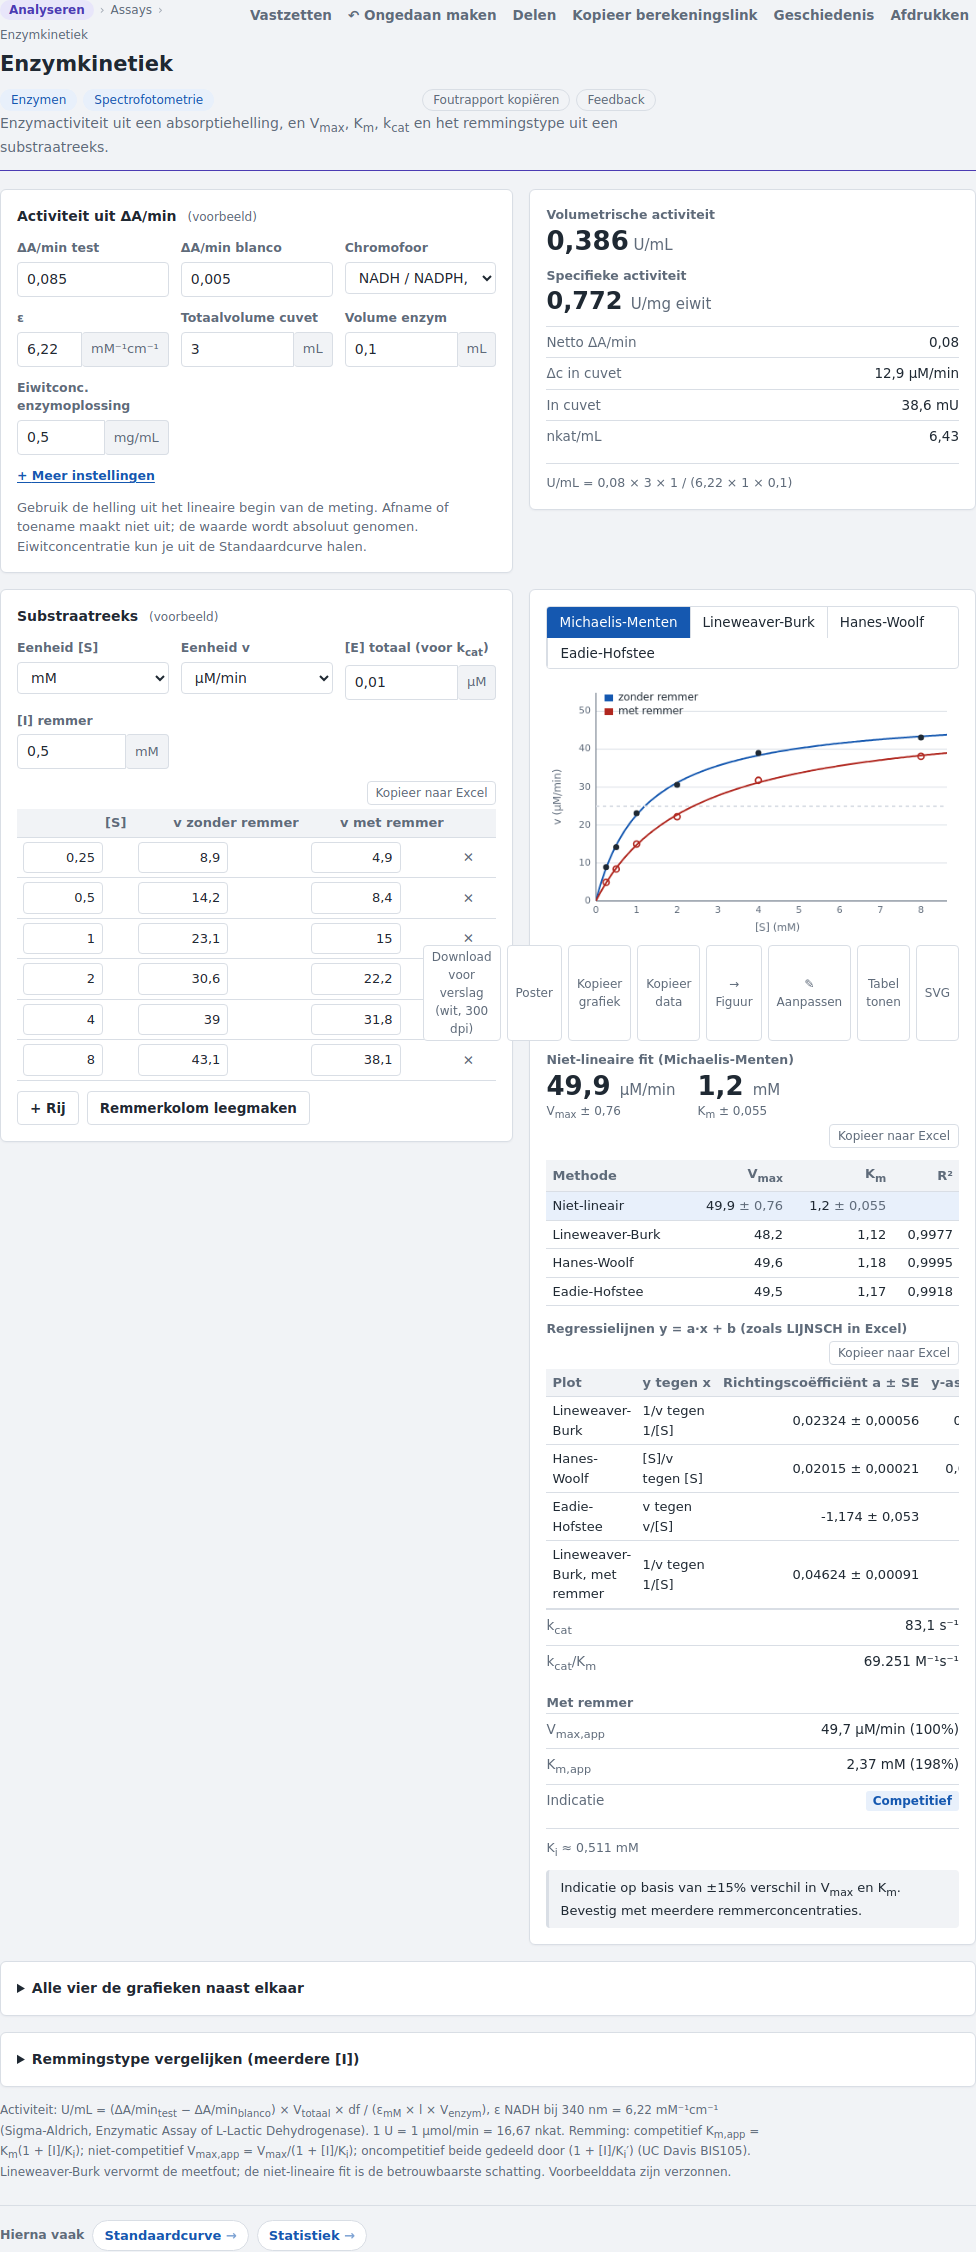 Analyseren › Assays ›
Enzymkinetiek
Vastzetten ↶ Ongedaan maken Delen Kopieer berekeningslink Geschiedenis Afdrukken
Enzymkinetiek
Enzymen Spectrofotometrie Foutrapport kopiëren Feedback
Enzymactiviteit uit een absorptiehelling, en Vmax, Km, kcat en het remmingstype uit een
substraatreeks.
Activiteit uit ΔA/min (voorbeeld)
ΔA/min test ΔA/min blanco Chromofoor
0,085 0,005 NADH / NADPH,
ε Totaalvolume cuvet Volume enzym
6,22 mM⁻¹cm⁻¹ 3 mL 0,1 mL
Eiwitconc.
enzymoplossing
0,5 mg/mL
+ Meer instellingen
Gebruik de helling uit het lineaire begin van de meting. Afname of
toename maakt niet uit; de waarde wordt absoluut genomen.
Eiwitconcentratie kun je uit de Standaardcurve halen.
Volumetrische activiteit
0,386 U/mL
Specifieke activiteit
0,772 U/mg eiwit
Netto ΔA/min 0,08
Δc in cuvet 12,9 µM/min
In cuvet 38,6 mU
nkat/mL 6,43
U/mL = 0,08 × 3 × 1 / (6,22 × 1 × 0,1)
Substraatreeks (voorbeeld)
Eenheid [S] Eenheid v [E] totaal (voor kcat)
mM µM/min 0,01 µM
[I] remmer
0,5 mM
Kopieer naar Excel
[S] v zonder remmer v met remmer
0,25 8,9 4,9 ×
0,5 14,2 8,4 ×
1 23,1 15 ×
2 30,6 22,2
4 39 31,8
8 43,1 38,1 ×
+ Rij Remmerkolom leegmaken
Michaelis-Menten Lineweaver-Burk Hanes-Woolf
Eadie-Hofstee
zonder remmer
met remmer
50
40
30
20
10
0
v (µM/min)
0 1 2 3 4 5 6 7 8
[S] (mM)
Download
voor
verslag
(wit, 300
dpi)
Poster
Kopieer
grafiek
Kopieer
data
→
Figuur
✎
Aanpassen
Tabel
tonen
SVG
Niet-lineaire fit (Michaelis-Menten)
49,9 µM/min 1,2 mM
Vmax ± 0,76 Km ± 0,055
Kopieer naar Excel
Methode Vmax Km R²
Niet-lineair 49,9 ± 0,76 1,2 ± 0,055
Lineweaver-Burk 48,2 1,12 0,9977
Hanes-Woolf 49,6 1,18 0,9995
Eadie-Hofstee 49,5 1,17 0,9918
Regressielijnen y = a·x + b (zoals LIJNSCH in Excel)
Kopieer naar Excel
Plot y tegen x Richtingscoëfficiënt a ± SE y-as
Lineweaver-
Burk
1/v tegen
1/[S]
0,02324 ± 0,00056
Hanes-
Woolf
[S]/v
tegen [S]
0,02015 ± 0,00021 0,
Eadie-
Hofstee
v tegen
v/[S]
-1,174 ± 0,053
Lineweaver-
Burk, met
remmer
1/v tegen
1/[S]
0,04624 ± 0,00091
kcat 83,1 s⁻¹
kcat/Km 69.251 M⁻¹s⁻¹
Met remmer
Vmax,app 49,7 µM/min (100%)
Km,app 2,37 mM (198%)
Indicatie Competitief
Ki ≈ 0,511 mM
Indicatie op basis van ±15% verschil in Vmax en Km.
Bevestig met meerdere remmerconcentraties.
▶ Alle vier de grafieken naast elkaar
▶ Remmingstype vergelijken (meerdere [I])
Activiteit: U/mL = (ΔA/mintest − ΔA/minblanco) × Vtotaal × df / (εmM × l × Venzym), ε NADH bij 340 nm = 6,22 mM⁻¹cm⁻¹
(Sigma-Aldrich, Enzymatic Assay of L-Lactic Dehydrogenase). 1 U = 1 µmol/min = 16,67 nkat. Remming: competitief Km,app =
Km(1 + [I]/Ki); niet-competitief Vmax,app = Vmax/(1 + [I]/Ki); oncompetitief beide gedeeld door (1 + [I]/Ki′) (UC Davis BIS105).
Lineweaver-Burk vervormt de meetfout; de niet-lineaire fit is de betrouwbaarste schatting. Voorbeelddata zijn verzonnen.
Hierna vaak Standaardcurve → Statistiek →